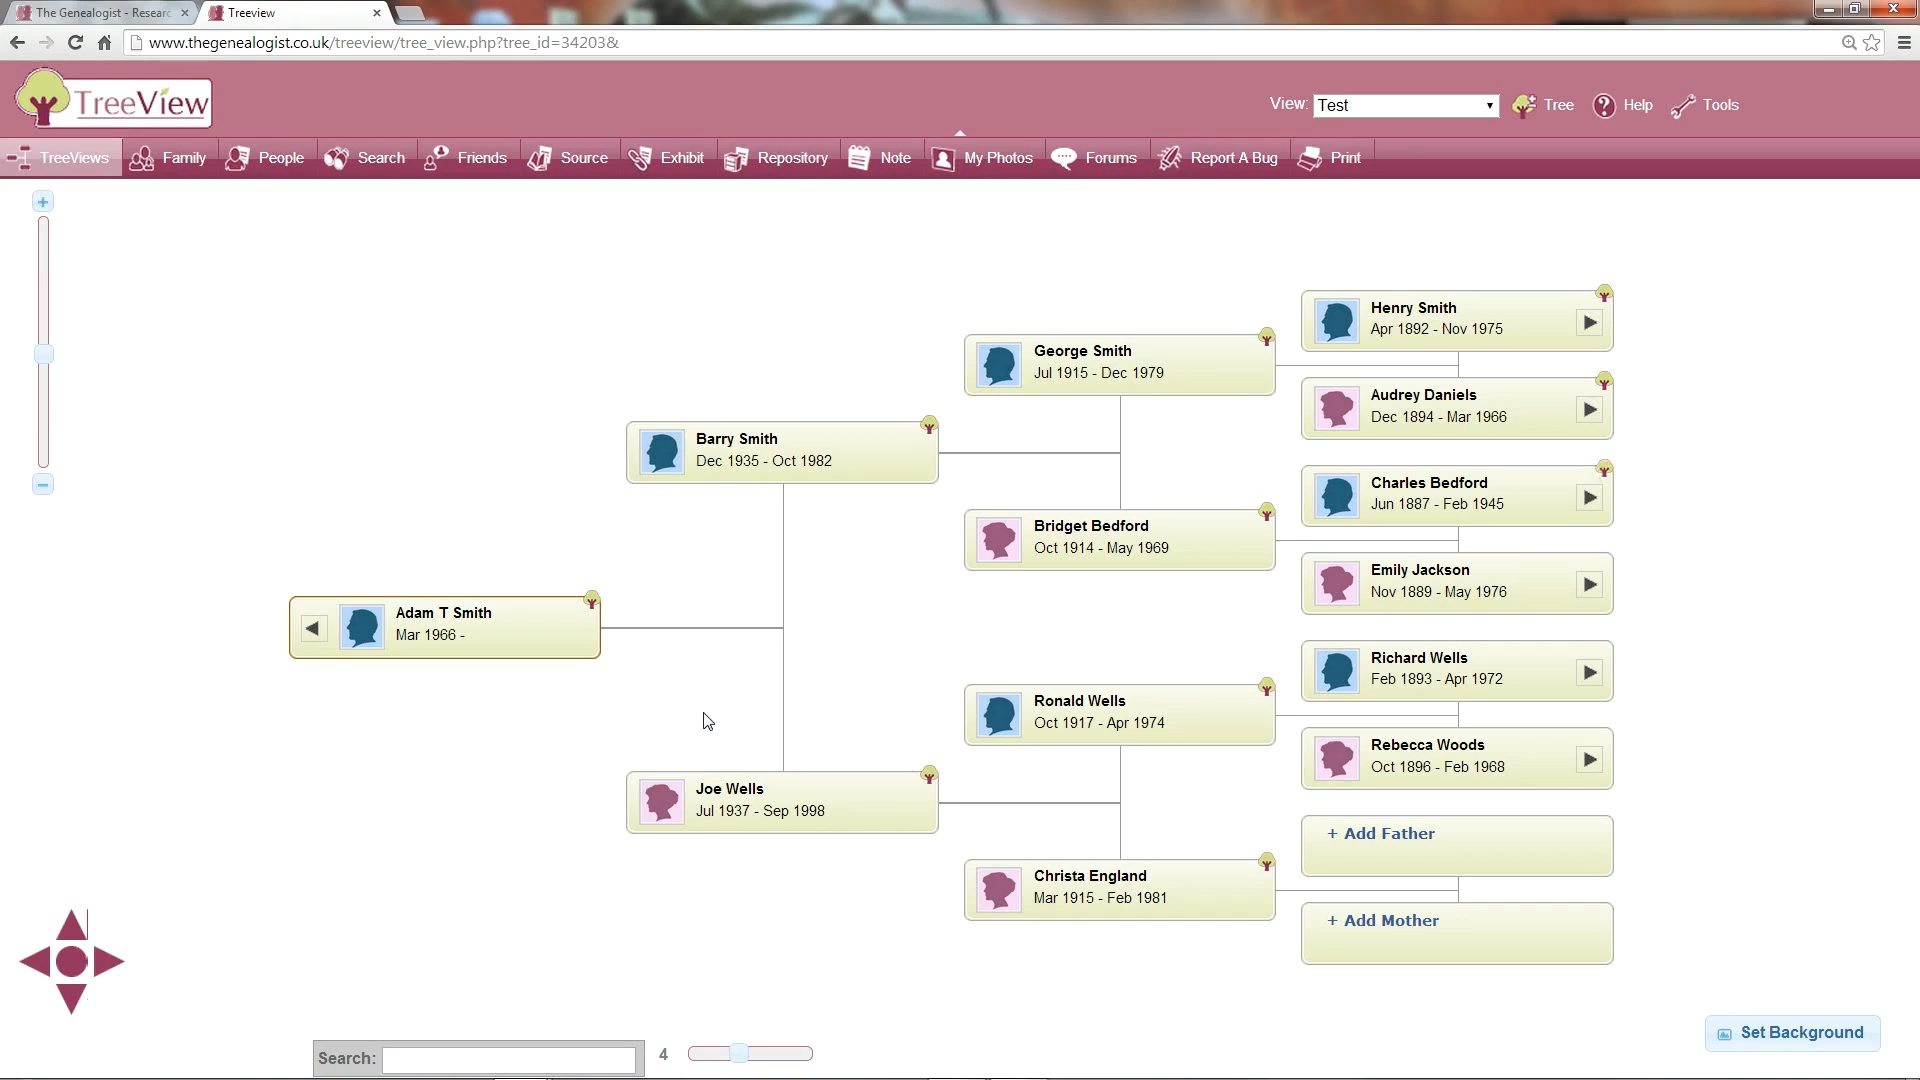 The Genealogist - Researc
Treeview
www.thegenealogist.co.uk/treeview/tree_view.php?tree_id=34203&
TreeView
View: Test
Tree
Help
Tools
TreeViews
Family
People
Search
Friends
Source
Exhibit
Repository
Note
My Photos
Forums
Report A Bug
Print
Adam T Smith
Mar 1966 -
Barry Smith
Dec 1935 - Oct 1982
Joe Wells
Jul 1937 - Sep 1998
George Smith
Jul 1915 - Dec 1979
Bridget Bedford
Oct 1914 - May 1969
Ronald Wells
Oct 1917 - Apr 1974
Christa England
Mar 1915 - Feb 1981
Henry Smith
Apr 1892 - Nov 1975
Audrey Daniels
Dec 1894 - Mar 1966
Charles Bedford
Jun 1887 - Feb 1945
Emily Jackson
Nov 1889 - May 1976
Richard Wells
Feb 1893 - Apr 1972
Rebecca Woods
Oct 1896 - Feb 1968
+ Add Father
+ Add Mother
Set Background
Search:
4